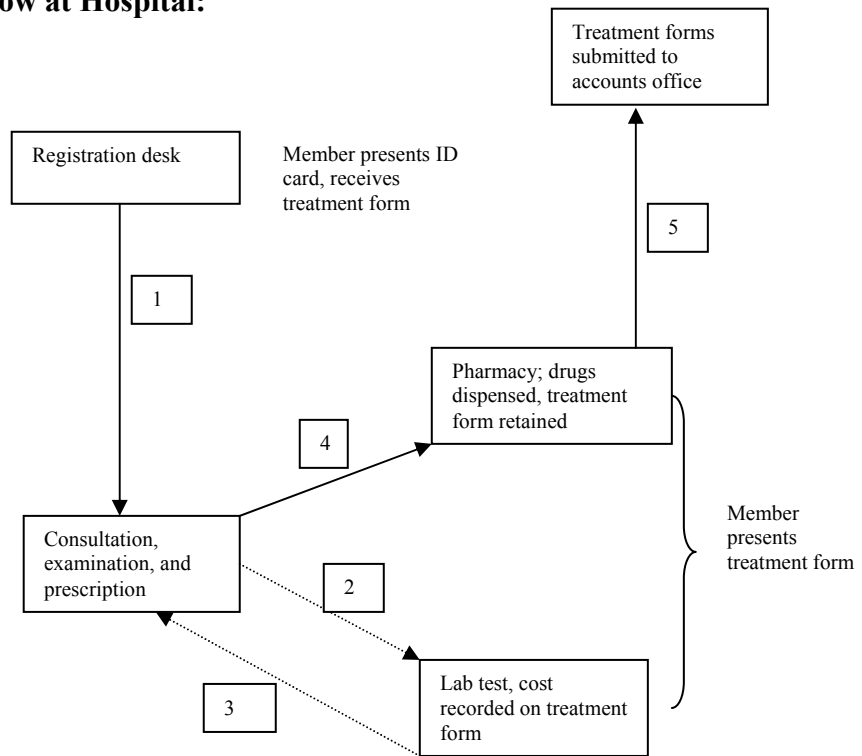 ow at Hospital:
Treatment forms
submitted to
accounts office
Registration desk
Member presents ID
card, receives
treatment form
5
1
Pharmacy; drugs
dispensed, treatment
form retained
4
Member
presents
treatment form
Consultation,
examination, and
prescription
2
Lab test, cost
recorded on treatment
form
3